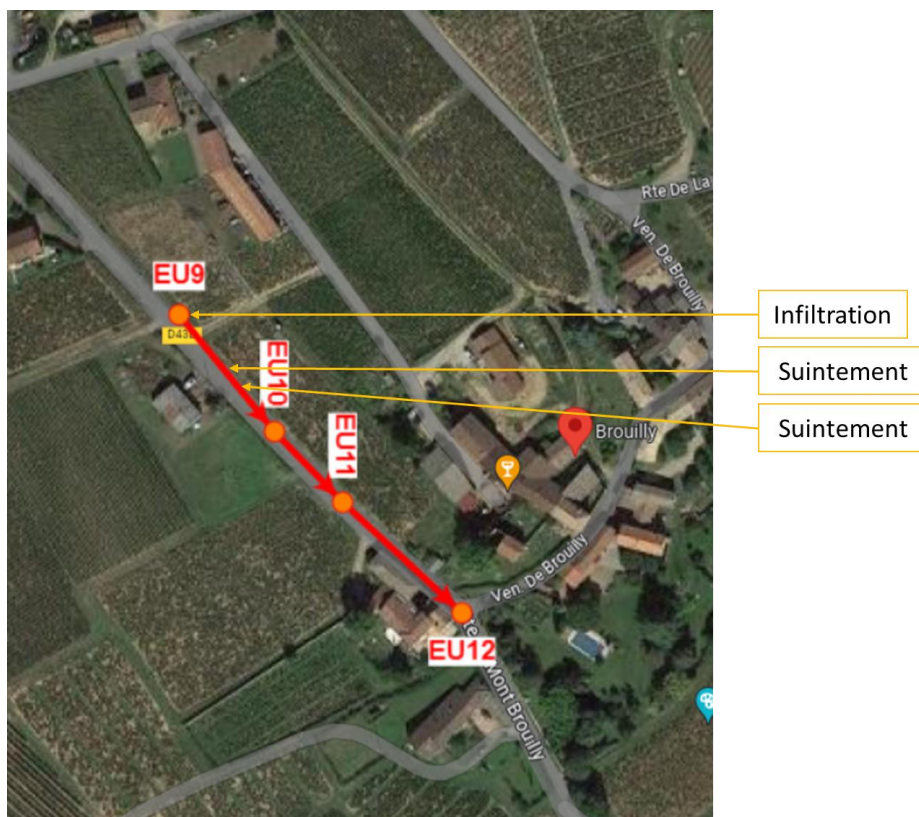 Rte De La
Ven. De Brouilly
EU9
Infiltration
D43
EU10
Suintement
EU11
Suintement
Brouilly
Ven. De Brouilly
EU12
Mont Brouilly